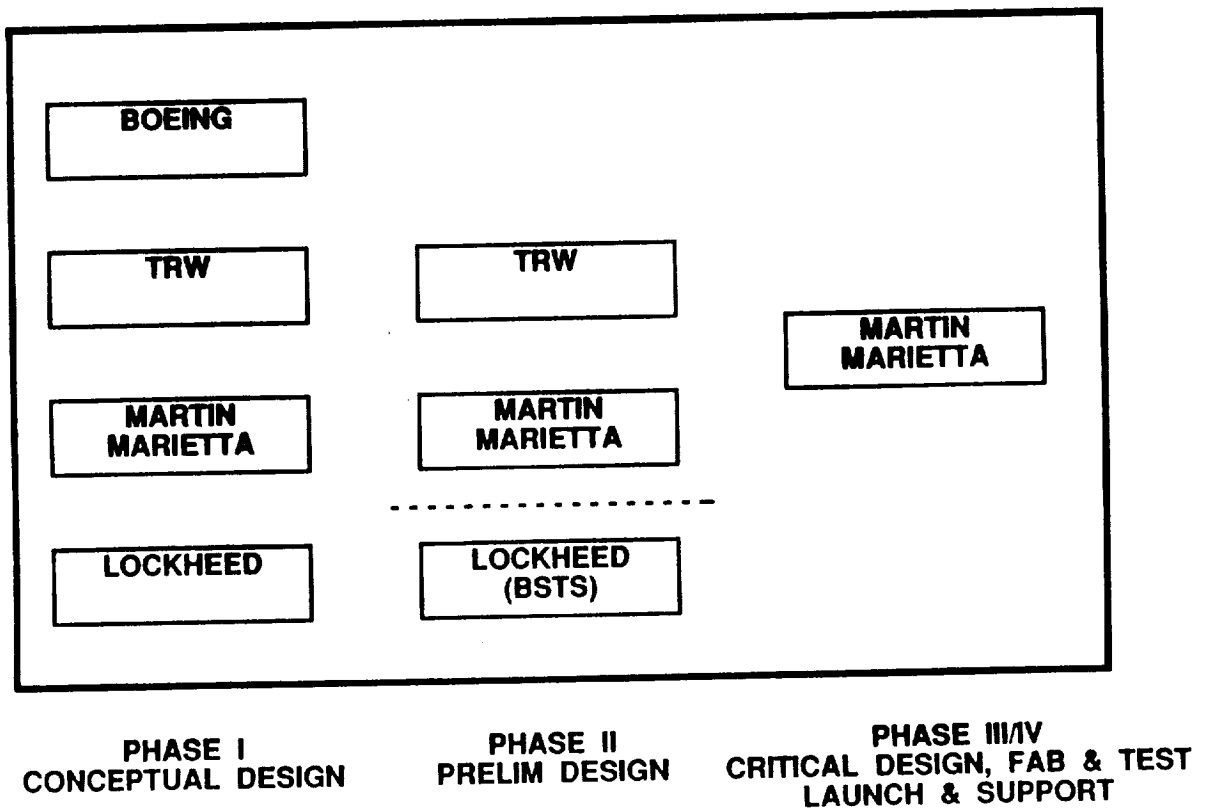 BOEING
TRW
MARTIN
MARIETTA
LOCKHEED
TRW
MARTIN
MARIETTA
LOCKHEED
(BSTS)
MARTIN
MARIETTA
PHASE I
CONCEPTUAL DESIGN
PHASE II
PRELIM DESIGN
PHASE III/IV
CRITICAL DESIGN, FAB & TEST
LAUNCH & SUPPORT